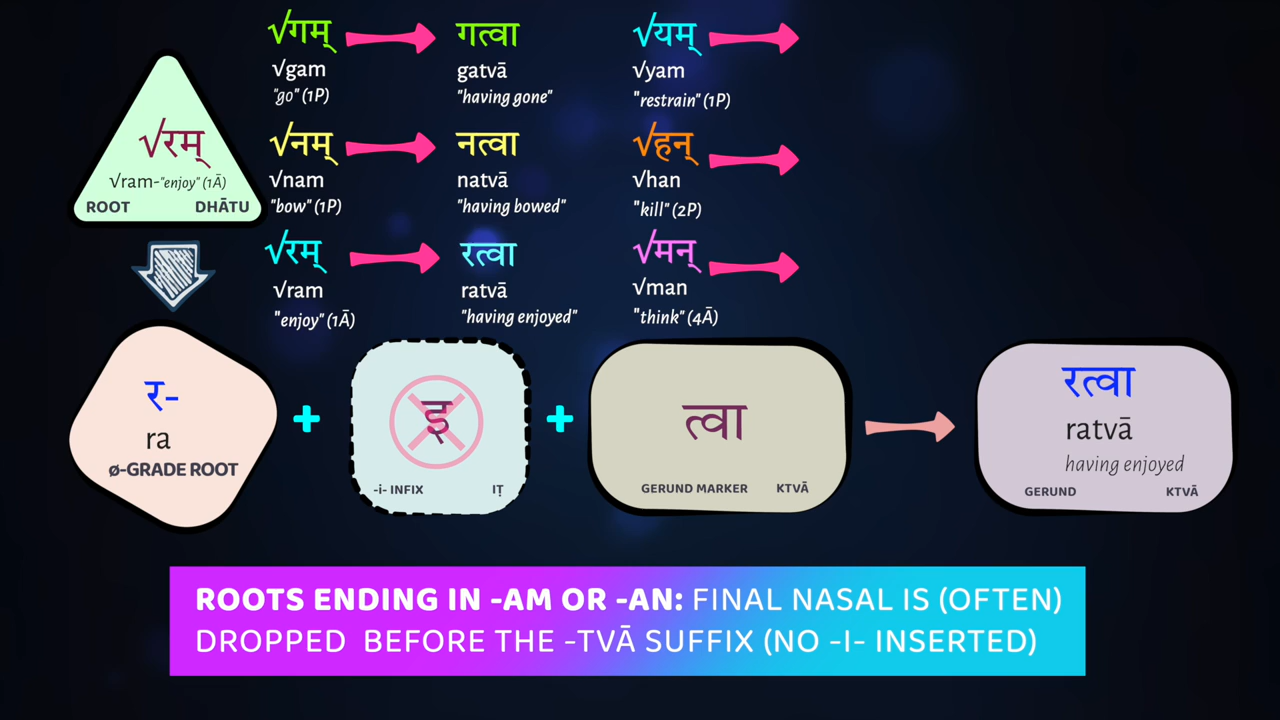 √रम्
√ram-"enjoy" (1Ā)
ROOT DHĀTU
√गम् गत्वा
√gam gatvā
"go" (1P) "having gone"
√नम् नत्वा
√nam natvā
"bow" (1P) "having bowed"
√रम् रत्वा
√ram ratvā
"enjoy" (1Ā) "having enjoyed"
√यम्
√yam
"restrain" (1P)
√हन्
√han
"kill" (2P)
√मन्
√man
"think" (4Ā)
र-
ra
ø-GRADE ROOT
+
इ्
-i- INFIX IṬ
+
त्वा
GERUND MARKER KTVĀ
रत्वा
ratvā
having enjoyed
GERUND KTVĀ
ROOTS ENDING IN -AM OR -AN: FINAL NASAL IS (OFTEN)
DROPPED BEFORE THE -TVĀ SUFFIX (NO -I- INSERTED)